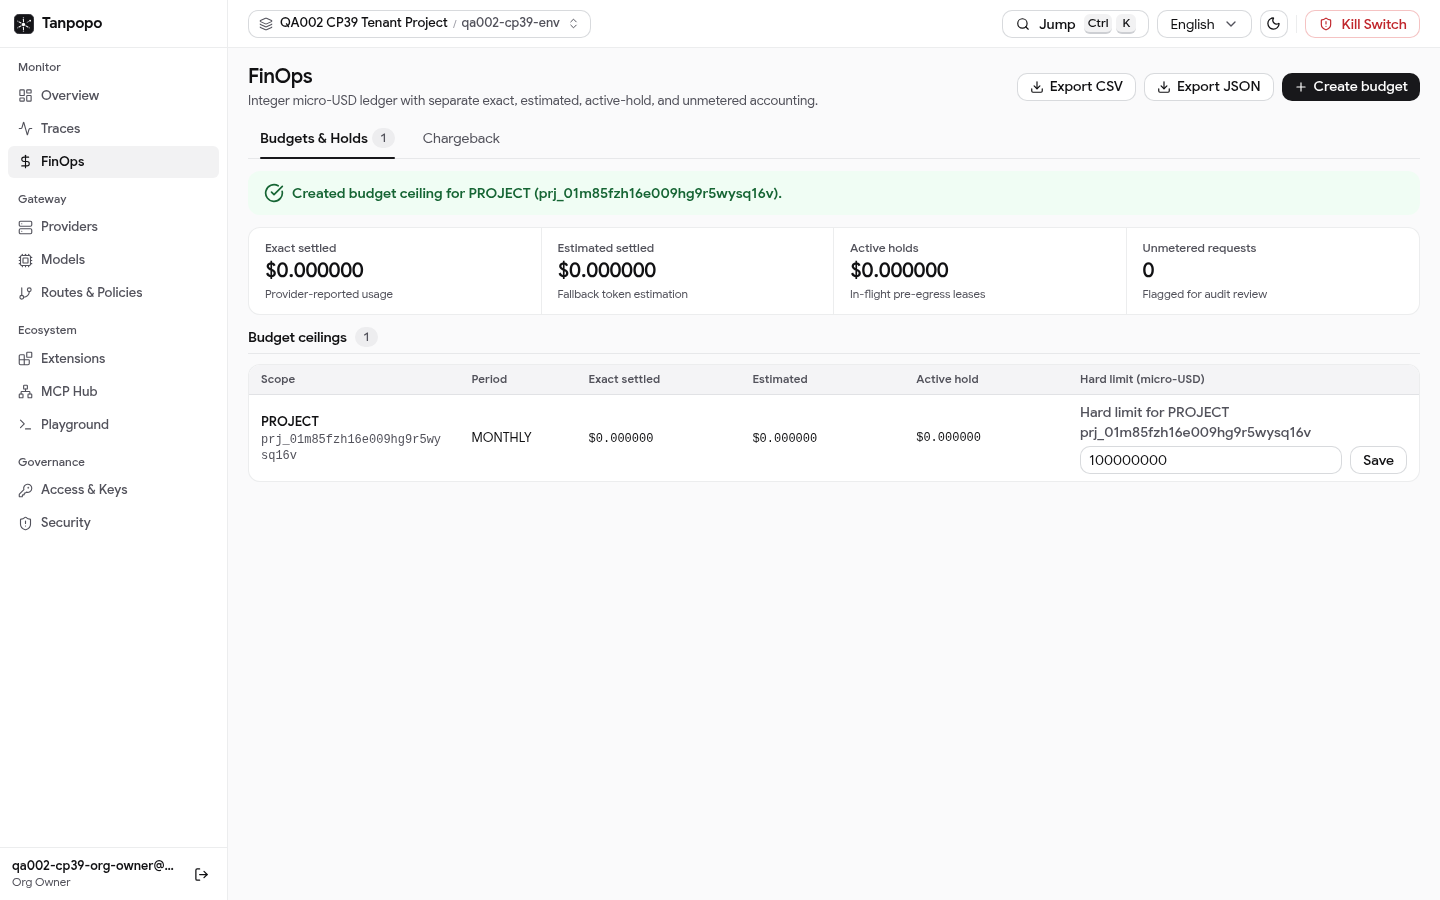 Tanpopo
QA002 CP39 Tenant Project / qa002-cp39-env
Jump Ctrl K
English
Kill Switch
Monitor
Overview
Traces
FinOps
Gateway
Providers
Models
Routes & Policies
Ecosystem
Extensions
MCP Hub
Playground
Governance
Access & Keys
Security
qa002-cp39-org-owner@...
Org Owner
FinOps
Integer micro-USD ledger with separate exact, estimated, active-hold, and unmetered accounting.
Export CSV
Export JSON
Create budget
Budgets & Holds 1
Chargeback
Created budget ceiling for PROJECT (prj_01m85fzh16e009hg9r5wysq16v).
Exact settled
$0.000000
Provider-reported usage
Estimated settled
$0.000000
Fallback token estimation
Active holds
$0.000000
In-flight pre-egress leases
Unmetered requests
0
Flagged for audit review
Budget ceilings 1
Scope Period Exact settled Estimated Active hold Hard limit (micro-USD)
PROJECT
prj_01m85fzh16e009hg9r5wy
sq16v
MONTHLY
$0.000000
$0.000000
$0.000000
Hard limit for PROJECT
prj_01m85fzh16e009hg9r5wysq16v
100000000
Save